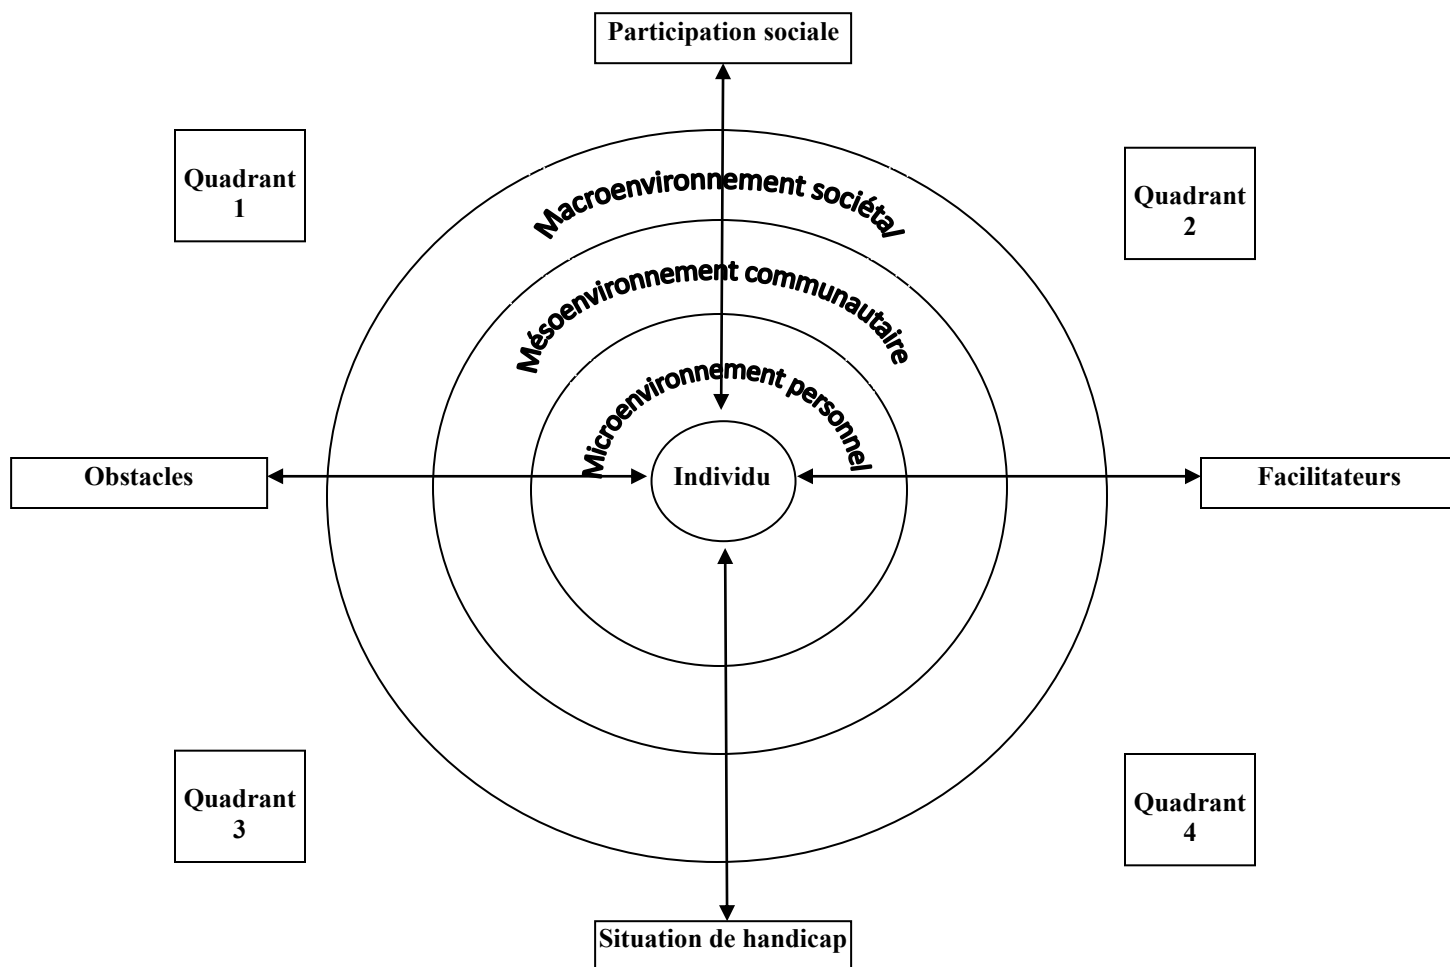 Participation sociale
Quadrant
1
Quadrant
2
Macroenvironnement sociétal
Mésoenvironnement communautaire
Microenvironnement personnel
Obstacles
Individu
Facilitateurs
Quadrant
3
Quadrant
4
Situation de handicap